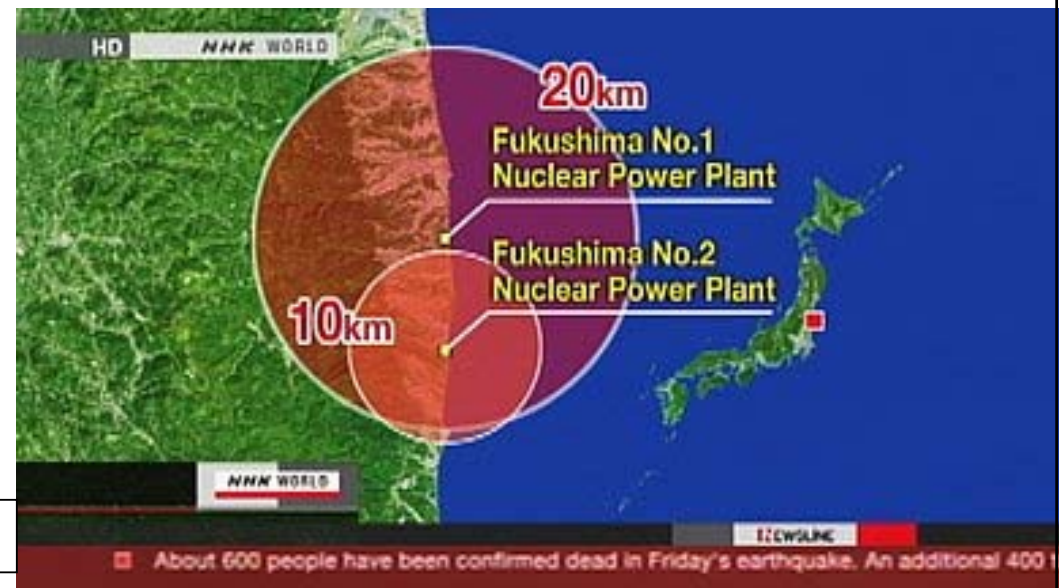 HD NHK WORLD
20km
Fukushima No.1
Nuclear Power Plant
Fukushima No.2
Nuclear Power Plant
10km
NHK WORLD
NEWSLINE
About 600 people have been confirmed dead in Friday's earthquake. An additional 400